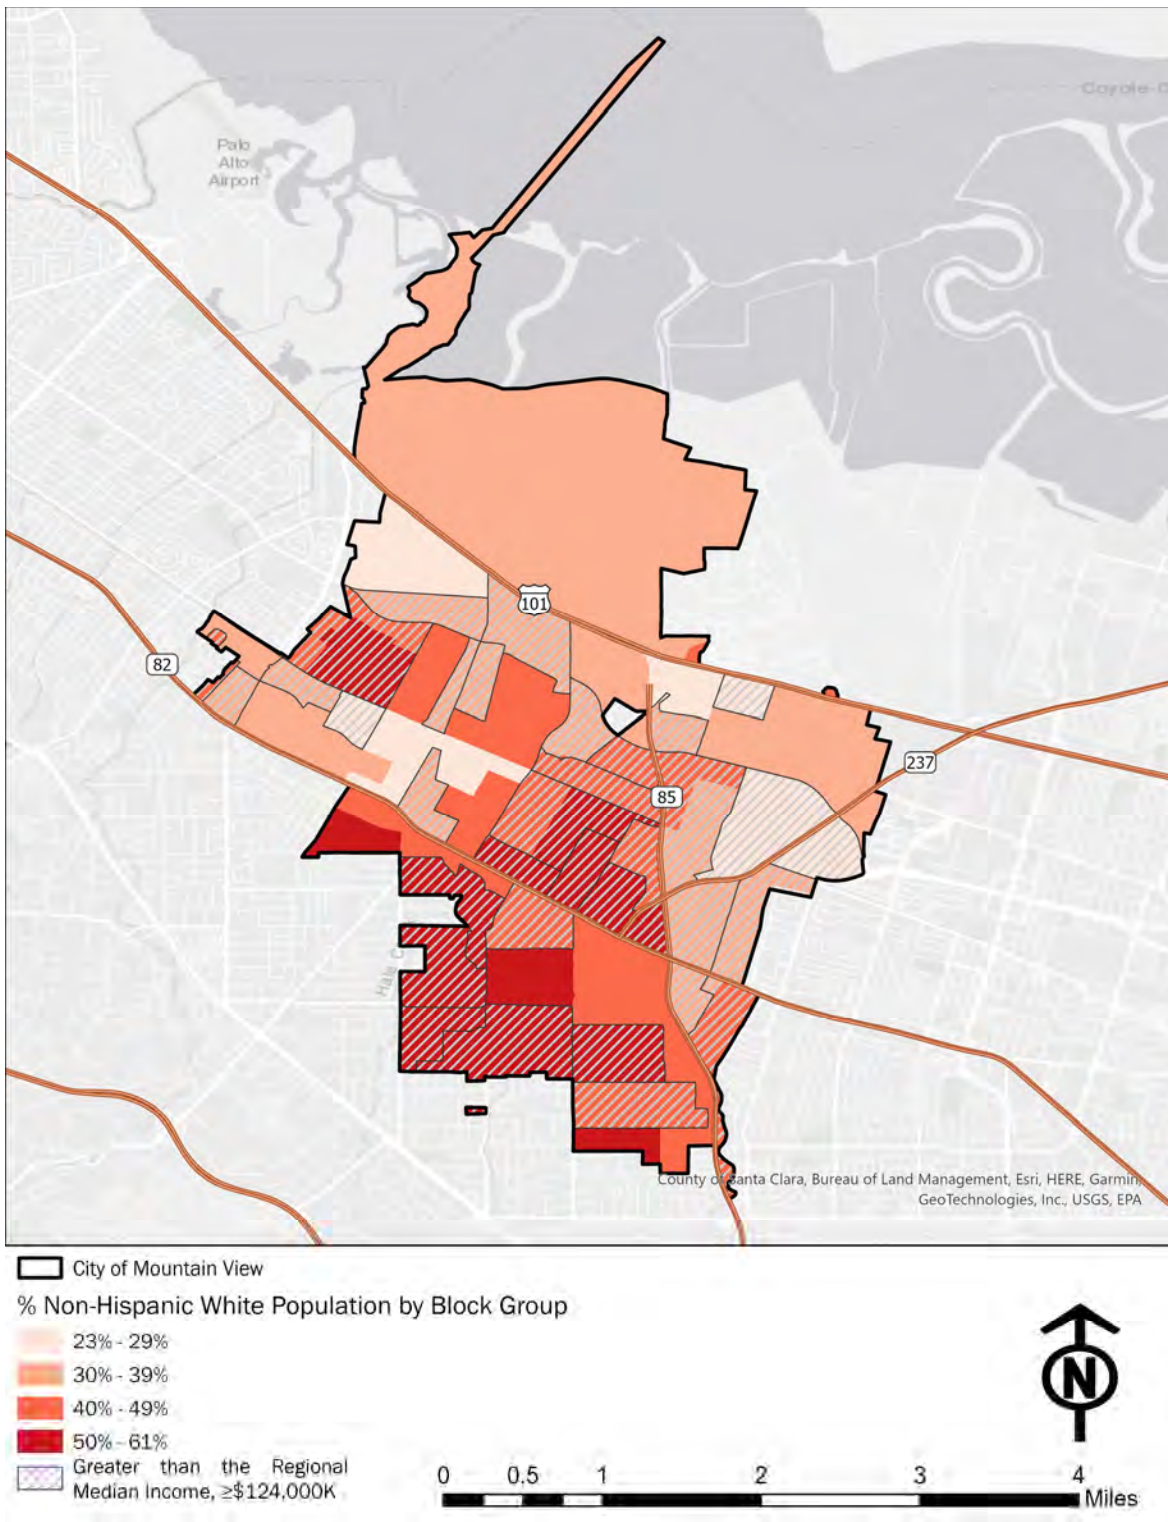 Coyote-C
Palo
Alto
Airport
101
82
237
85
Hale C
County of Santa Clara, Bureau of Land Management, Esri, HERE, Garmin,
GeoTechnologies, Inc., USGS, EPA
City of Mountain View
% Non-Hispanic White Population by Block Group
23% - 29%
30% - 39%
40% - 49%
50% - 61%
Greater than the Regional
Median Income, ≥$124,000K
N
0 0.5 1 2 3 4
Miles